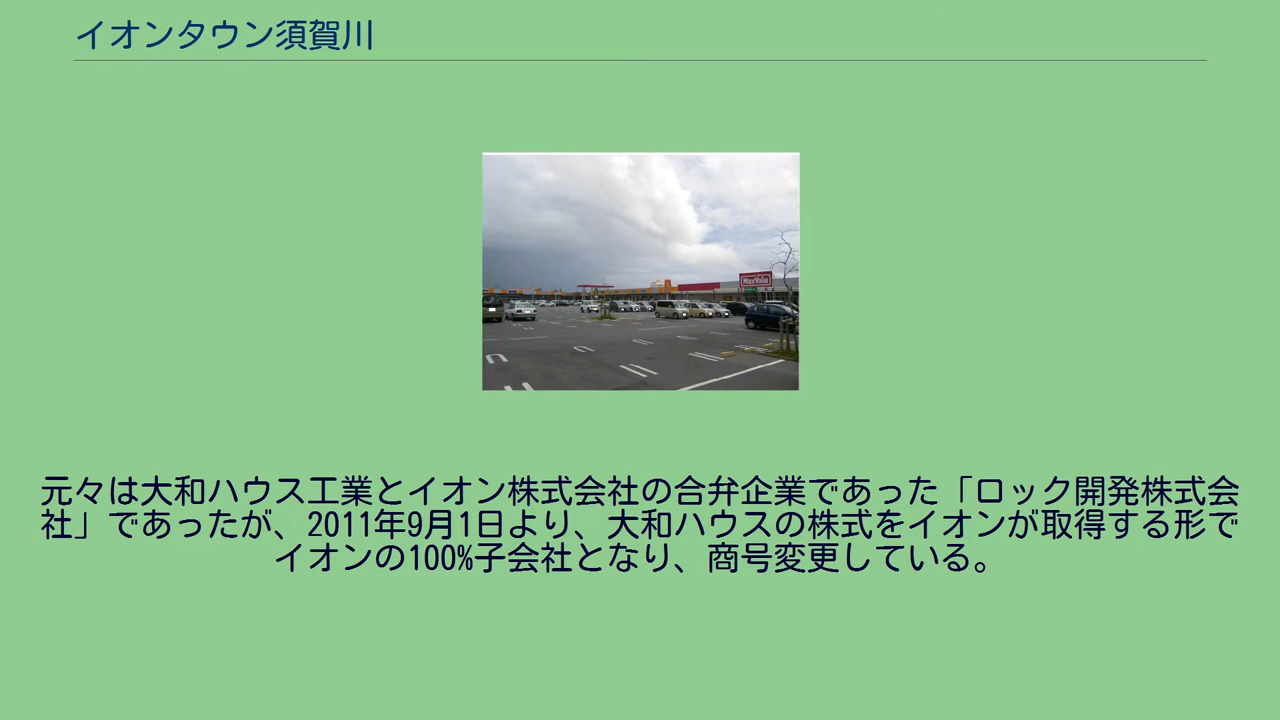 イオンタウン須賀川
MaxValu
元々は大和ハウス工業とイオン株式会社の合弁企業であった「ロック開発株式会
社」であったが、2011年9月1日より、大和ハウスの株式をイオンが取得する形で
イオンの100%子会社となり、商号変更している。